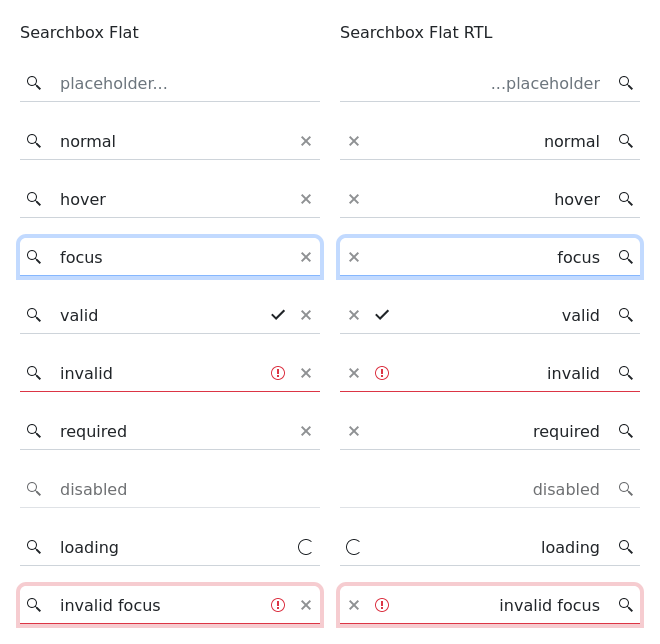 Searchbox Flat
placeholder...
normal
hover
focus
valid
invalid
required
disabled
loading
invalid focus
Searchbox Flat RTL
...placeholder
normal
hover
focus
valid
invalid
required
disabled
loading
invalid focus